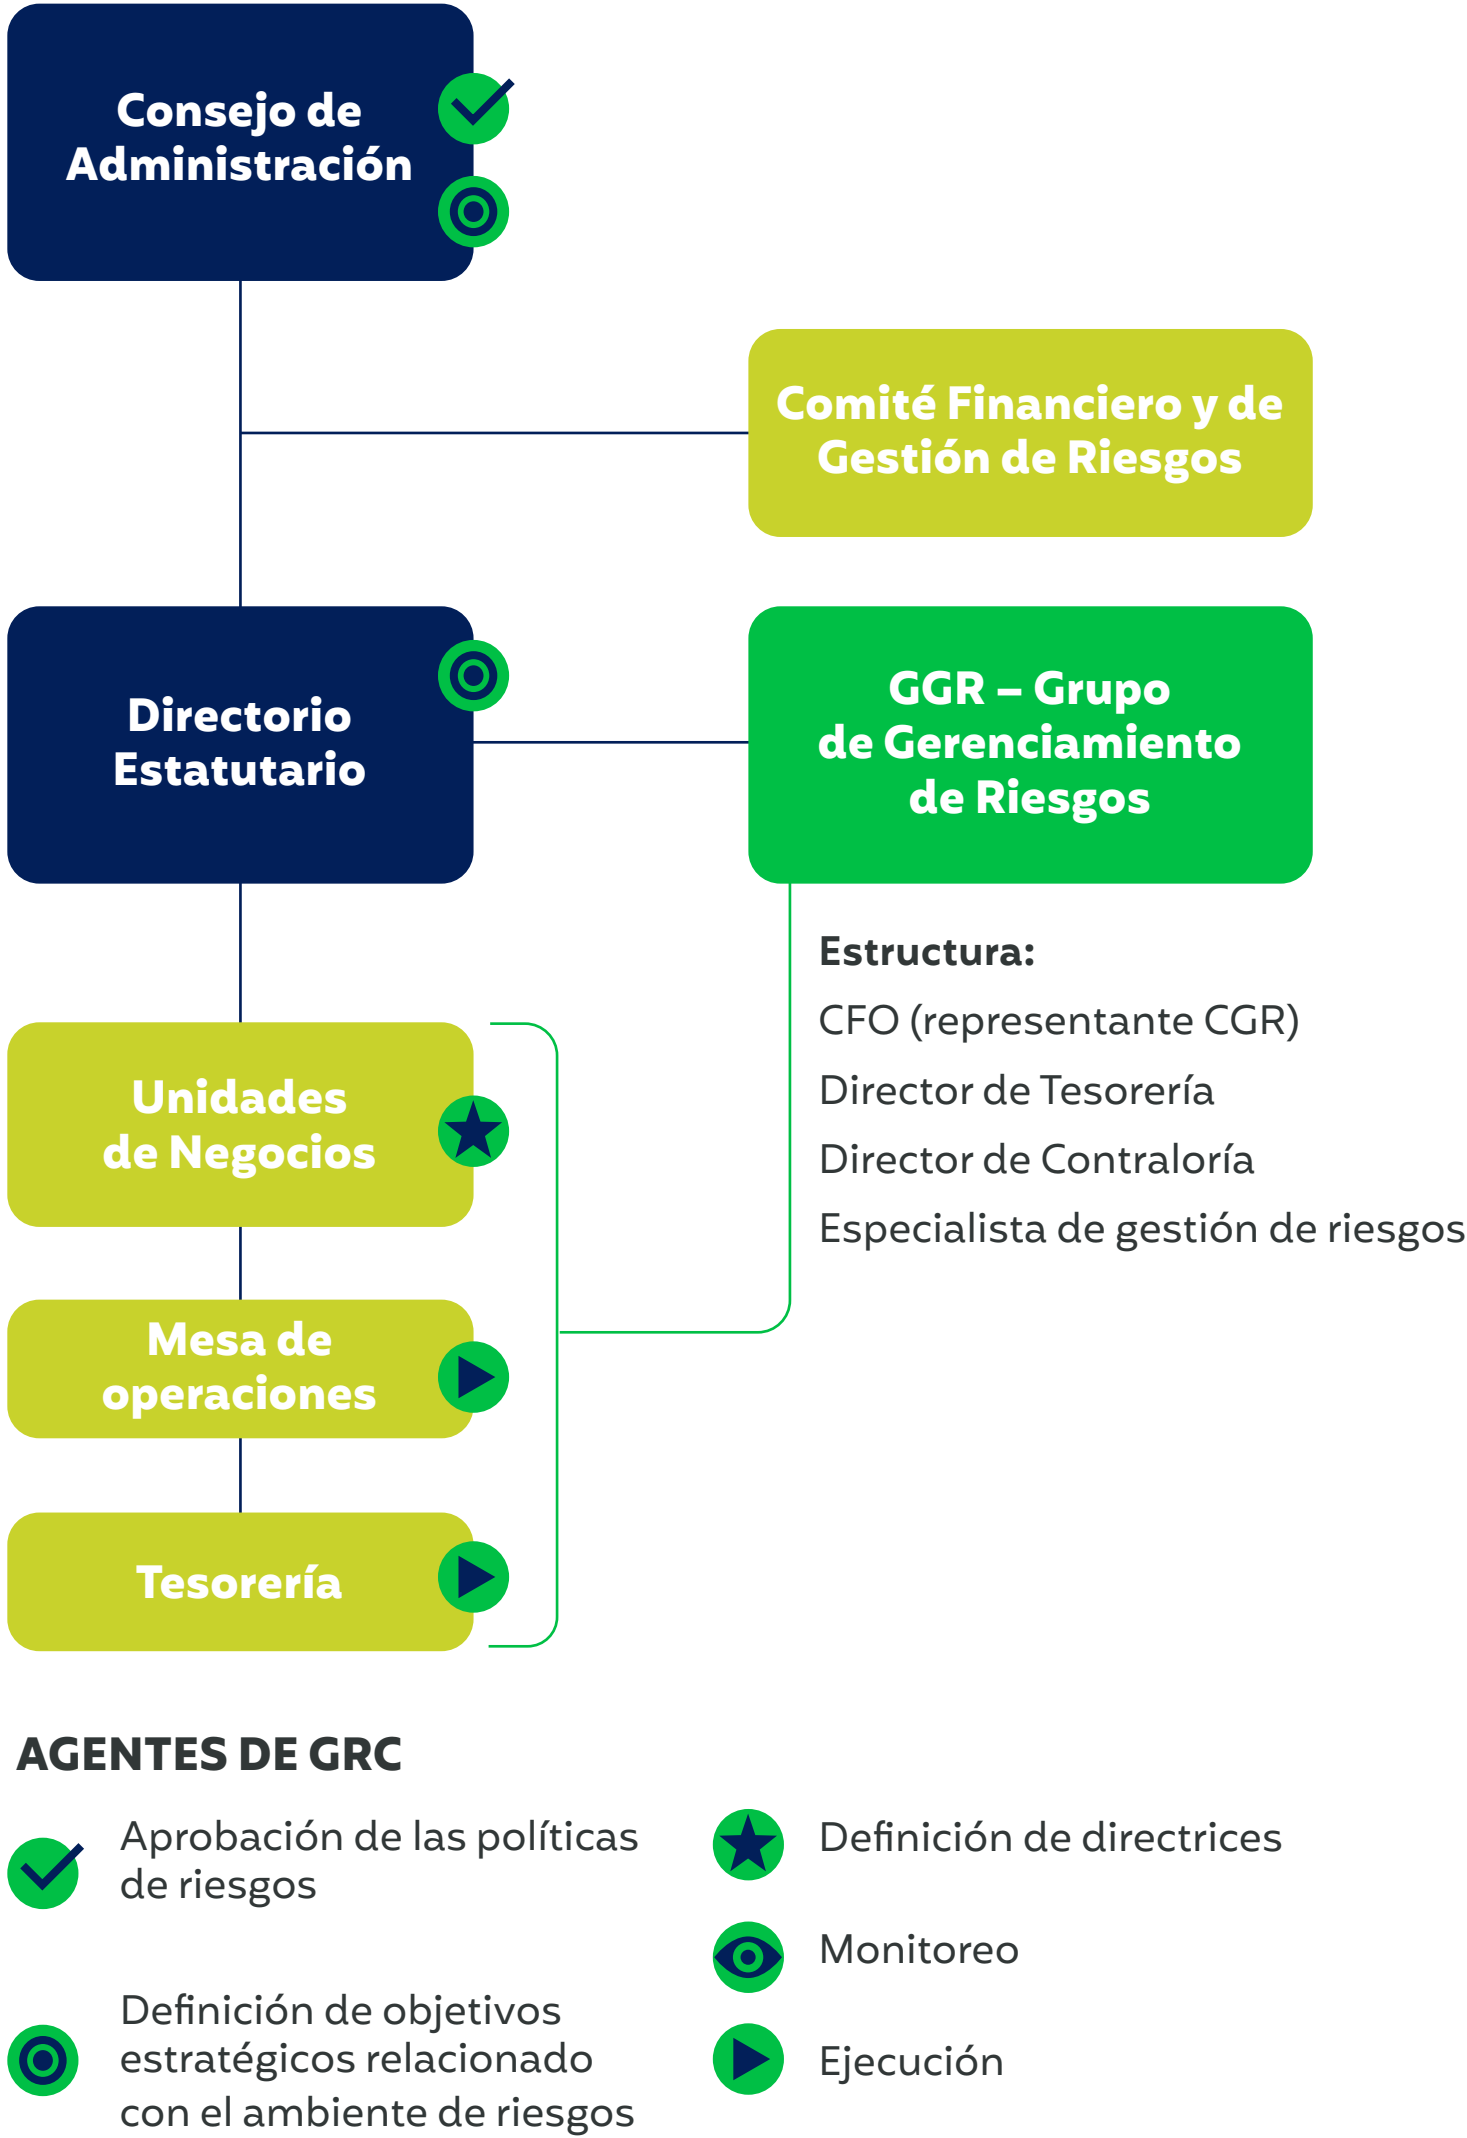 Consejo de
Administración
Comité Financiero y de
Gestión de Riesgos
Directorio
Estatutario
GGR – Grupo
de Gerenciamiento
de Riesgos
Estructura:
CFO (representante CGR)
Director de Tesorería
Director de Contraloría
Especialista de gestión de riesgos
Unidades
de Negocios
Mesa de
operaciones
Tesorería
AGENTES DE GRC
Aprobación de las políticas
de riesgos
Definición de objetivos
estratégicos relacionado
con el ambiente de riesgos
Definición de directrices
Monitoreo
Ejecución